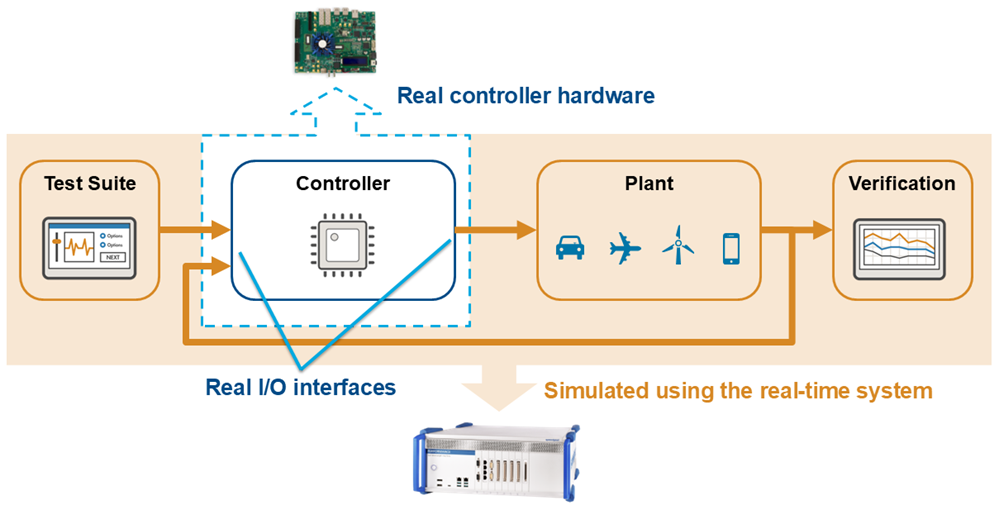 Real controller hardware
Test Suite
Controller
Plant
Verification
Options
Options
NEXT
Real I/O interfaces
Simulated using the real-time system